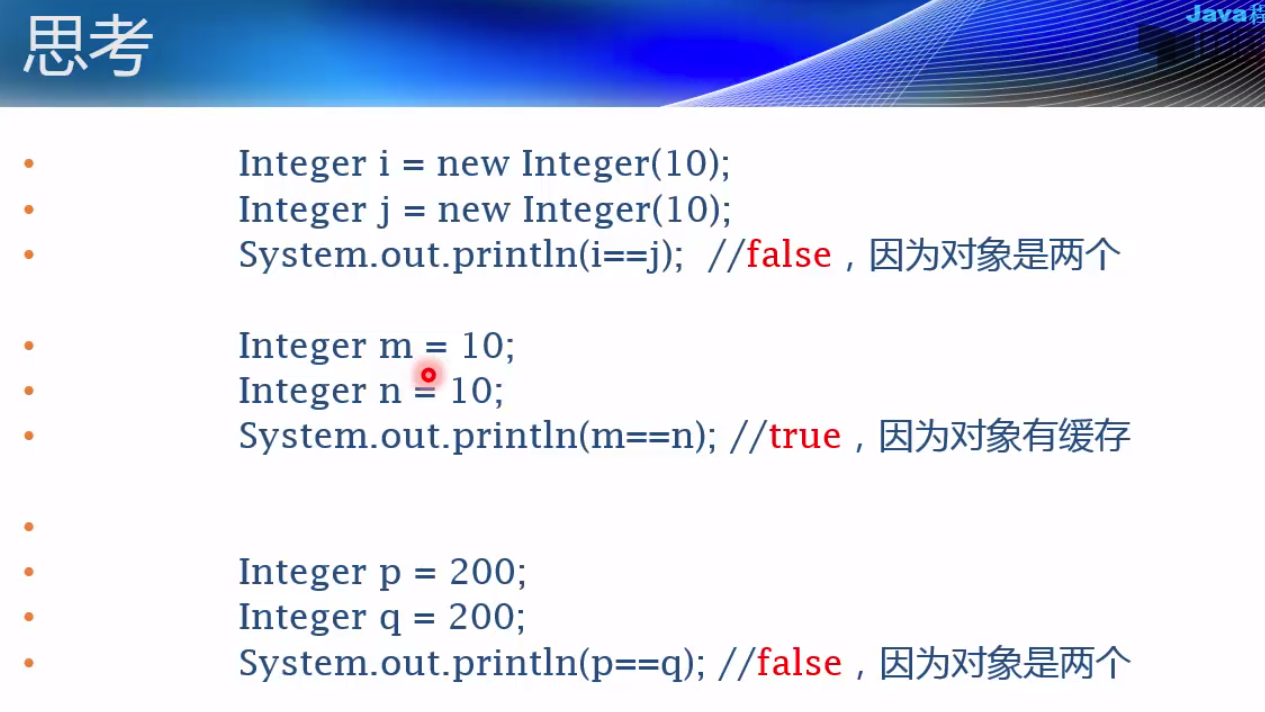 Java程
思考
• Integer i = new Integer(10);
• Integer j = new Integer(10);
• System.out.println(i==j); //false，因为对象是两个
• Integer m = 10;
• Integer n = 10;
• System.out.println(m==n); //true，因为对象有缓存
•
• Integer p = 200;
• Integer q = 200;
• System.out.println(p==q); //false，因为对象是两个